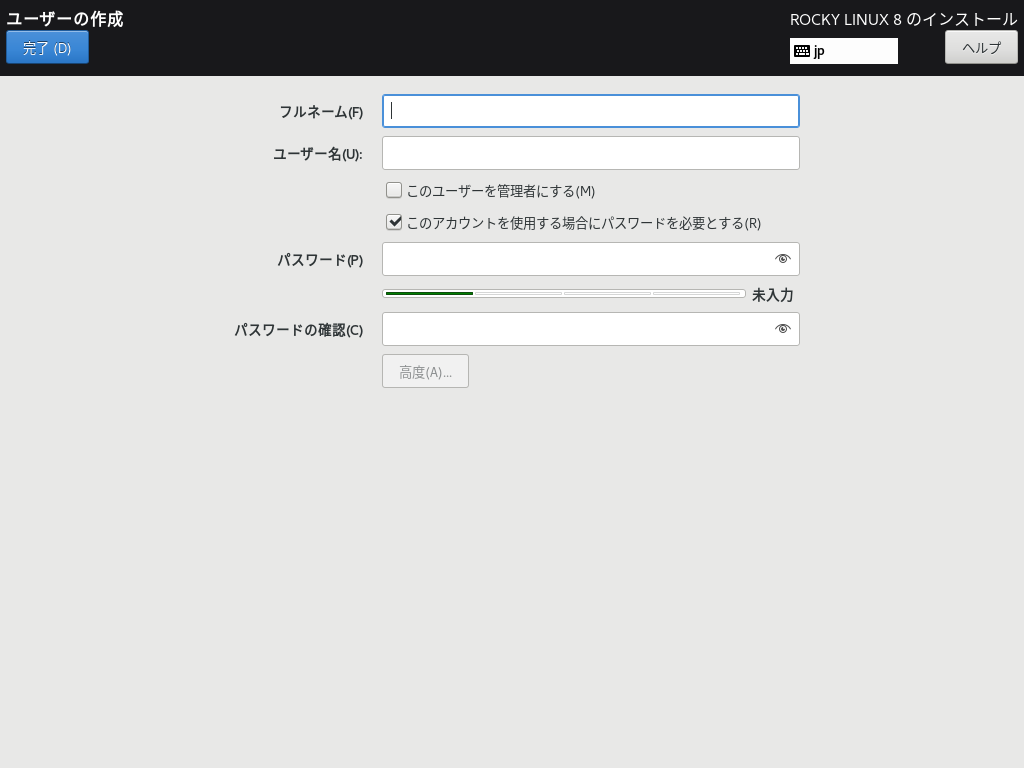 ユーザーの作成
ROCKY LINUX 8 のインストール
完了 (D)
jp
ヘルプ
フルネーム(F)
ユーザー名(U):
このユーザーを管理者にする(M)
このアカウントを使用する場合にパスワードを必要とする(R)
パスワード(P)
未入力
パスワードの確認(C)
高度(A)...